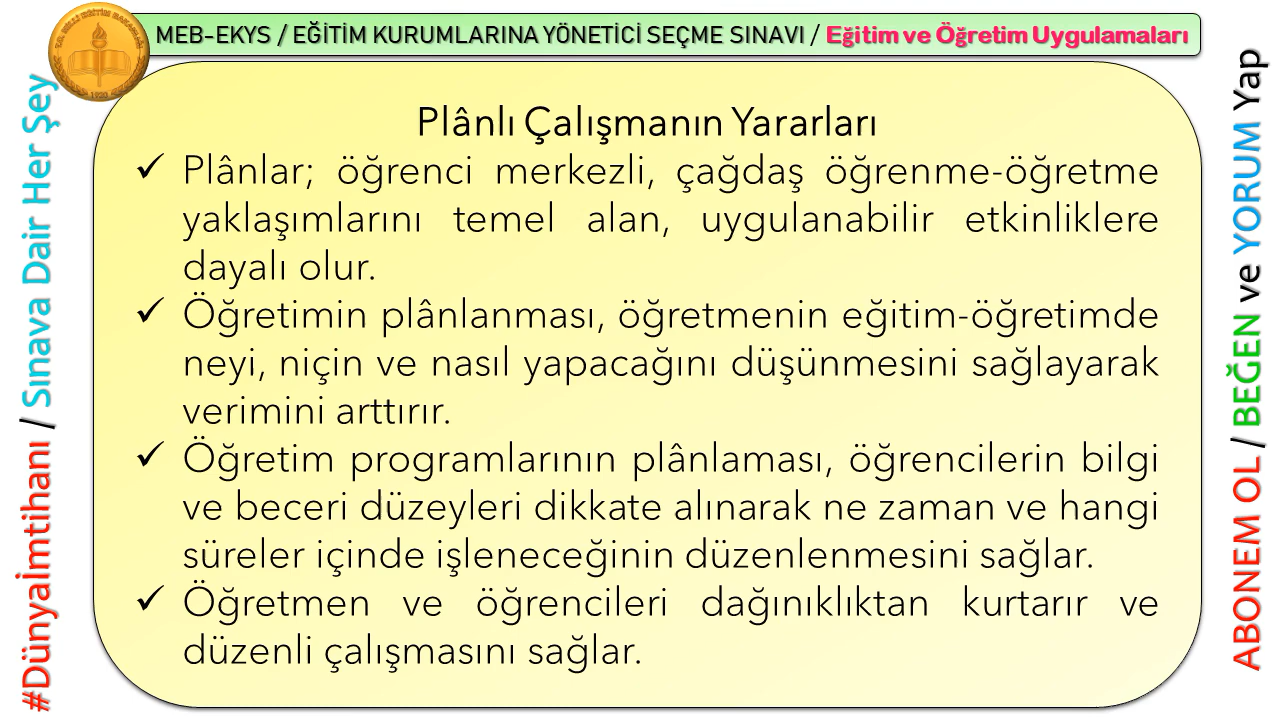 MEB-EKYS / EĞİTİM KURUMLARINA YÖNETİCİ SEÇME SINAVI / Eğitim ve Öğretim Uygulamaları
#Dünyaİmtihanı / Sınava Dair Her Şey
Plânlı Çalışmanın Yararları
✓ Plânlar; öğrenci merkezli, çağdaş öğrenme-öğretme
yaklaşımlarını temel alan, uygulanabilir etkinliklere
dayalı olur.
✓ Öğretimin plânlanması, öğretmenin eğitim-öğretimde
neyi, niçin ve nasıl yapacağını düşünmesini sağlayarak
verimini arttırır.
✓ Öğretim programlarının plânlaması, öğrencilerin bilgi
ve beceri düzeyleri dikkate alınarak ne zaman ve hangi
süreler içinde işleneceğinin düzenlenmesini sağlar.
✓ Öğretmen ve öğrencileri dağınıklıktan kurtarır ve
düzenli çalışmasını sağlar.
ABONEM OL / BEĞEN ve YORUM Yap